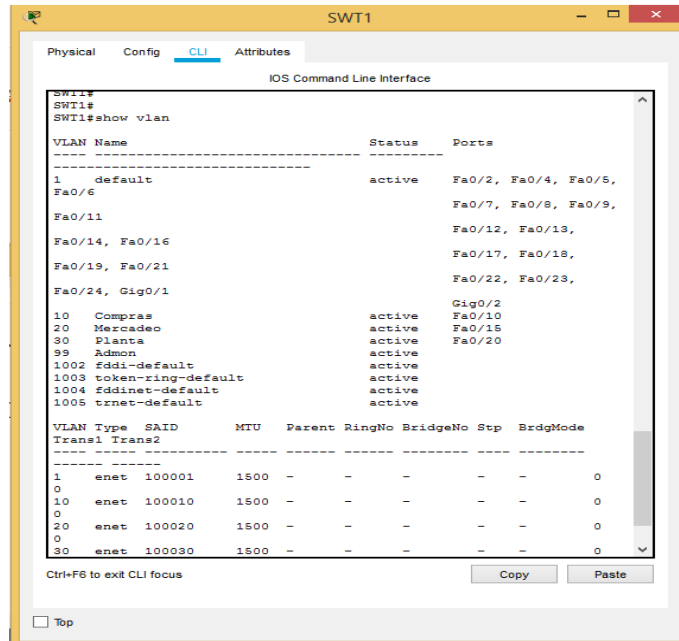 SWT1
Physical Config CLI Attributes
IOS Command Line Interface
SWT1#
SWT1#
SWT1#show vlan
VLAN Name Status Ports
---- -------------------------------- --------- -------------------------------
1 default active Fa0/2, Fa0/4, Fa0/5,
Fa0/6
Fa0/7, Fa0/8, Fa0/9,
Fa0/11
Fa0/12, Fa0/13,
Fa0/14, Fa0/16
Fa0/17, Fa0/18,
Fa0/19, Fa0/21
Fa0/22, Fa0/23,
Fa0/24, Gig0/1
Gig0/2
10 Compras active Fa0/10
20 Mercadeo active Fa0/15
30 Planta active Fa0/20
99 Admon active
1002 fddi-default active
1003 token-ring-default active
1004 fddinet-default active
1005 trnet-default active
VLAN Type SAID MTU Parent RingNo BridgeNo Stp BrdgMode
Trans1 Trans2
---- ----- ---------- ----- ------ ------ -------- ---- --------
------ ------
1 enet 100001 1500 - - - - - 0
0
10 enet 100010 1500 - - - - - 0
0
20 enet 100020 1500 - - - - - 0
0
30 enet 100030 1500 - - - - - 0
Ctrl+F6 to exit CLI focus
Copy Paste
Top